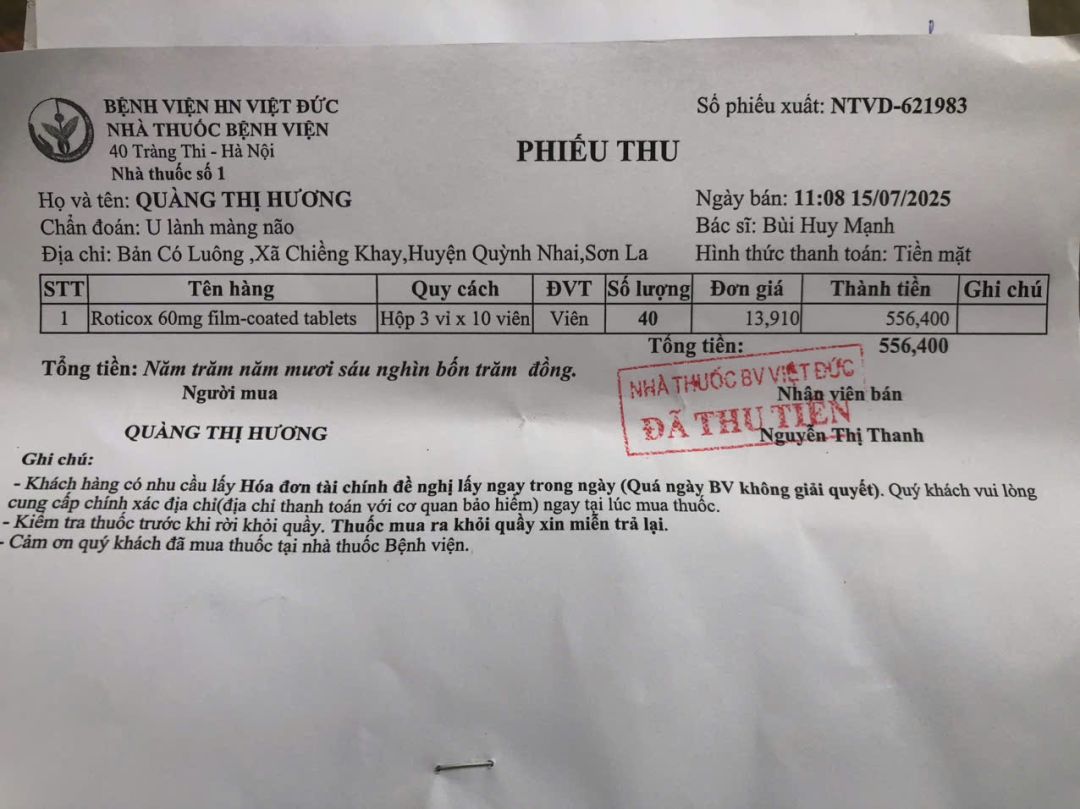 BỆNH VIỆN HN VIỆT ĐỨC
NHÀ THUỐC BỆNH VIỆN
40 Tràng Thi - Hà Nội
Nhà thuốc số 1
Số phiếu xuất: NTVD-621983
PHIẾU THU
Họ và tên: QUÀNG THỊ HƯƠNG
Ngày bán: 11:08 15/07/2025
Chẩn đoán: U lành màng não
Bác sĩ: Bùi Huy Mạnh
Địa chỉ: Bản Có Luông ,Xã Chiềng Khay,Huyện Quỳnh Nhai,Sơn La
Hình thức thanh toán: Tiền mặt
STT Tên hàng Quy cách ĐVT Số lượng Đơn giá Thành tiền Ghi chú
1 Roticox 60mg film-coated tablets Hộp 3 vỉ x 10 viên Viên 40 13,910 556,400
Tổng tiền: 556,400
Tổng tiền: Năm trăm năm mươi sáu nghìn bốn trăm đồng.
NHÀ THUỐC BV VIỆT ĐỨC
ĐÃ THU TIỀN
Người mua
Nhân viên bán
QUÀNG THỊ HƯƠNG
Nguyễn Thị Thanh
Ghi chú:
- Khách hàng có nhu cầu lấy Hóa đơn tài chính đề nghị lấy ngay trong ngày (Quá ngày BV không giải quyết). Quý khách vui lòng
cung cấp chính xác địa chỉ(địa chỉ thanh toán với cơ quan bảo hiểm) ngay tại lúc mua thuốc.
- Kiểm tra thuốc trước khi rời khỏi quầy. Thuốc mua ra khỏi quầy xin miễn trả lại.
- Cảm ơn quý khách đã mua thuốc tại nhà thuốc Bệnh viện.